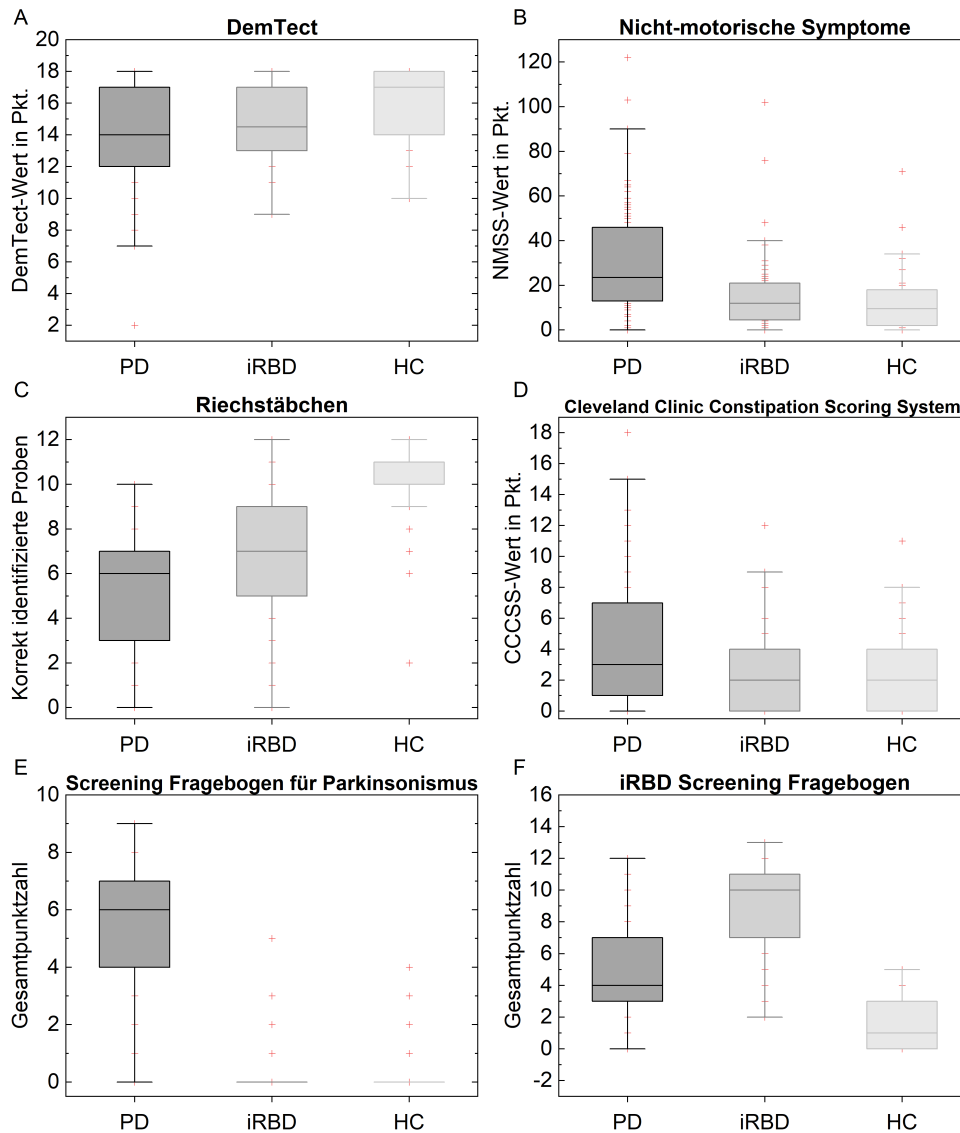 A
DemTect
DemTect-Wert in Pkt.
20
18
16
14
12
10
8
6
4
2
PD iRBD HC
B
Nicht-motorische Symptome
NMSS-Wert in Pkt.
120
100
80
60
40
20
0
PD iRBD HC
C
Riechstäbchen
Korrekt identifizierte Proben
12
10
8
6
4
2
0
PD iRBD HC
D
Cleveland Clinic Constipation Scoring System
CCCSS-Wert in Pkt.
18
16
14
12
10
8
6
4
2
0
PD iRBD HC
E
Screening Fragebogen für Parkinsonismus
Gesamtpunktzahl
10
8
6
4
2
0
PD iRBD HC
F
iRBD Screening Fragebogen
Gesamtpunktzahl
16
14
12
10
8
6
4
2
0
-2
PD iRBD HC